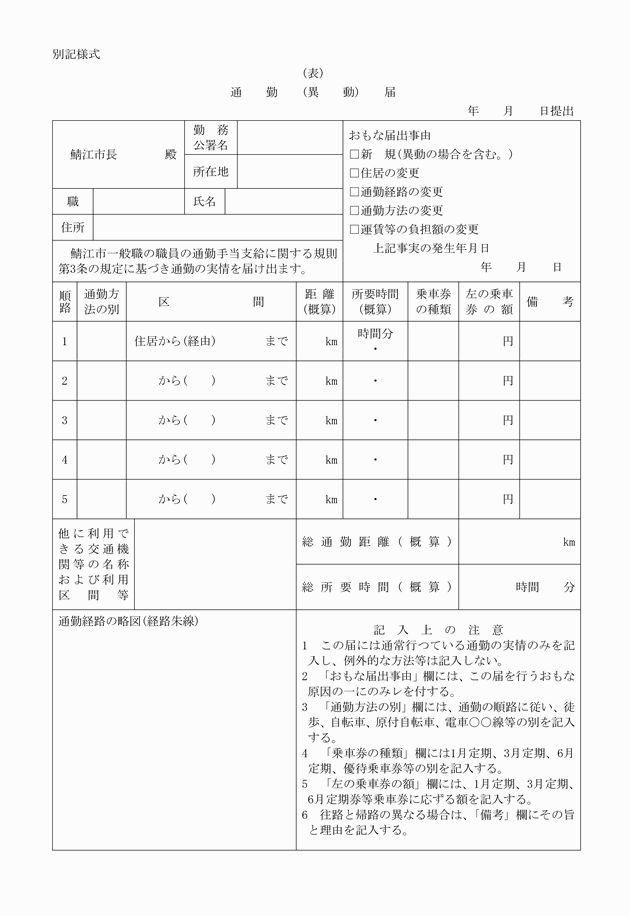 別記様式
（表）
通　勤　（異　動）　届
年　月　日提出
鯖江市長　殿
勤務公署名
所在地
職
氏名
住所
鯖江市一般職の職員の通勤手当支給に関する規則
第3条の規定に基づき通勤の実情を届け出ます。
おもな届出事由
□新　規(異動の場合を含む。)
□住居の変更
□通勤経路の変更
□通勤方法の変更
□運賃等の負担額の変更
上記事実の発生年月日
年　月　日
順路　通勤方法の別　区　間　距離(概算)　所要時間(概算)　乗車券の種類　左の乗車券の額　備　考
1　住居から(経由)　まで　km　時間分・　円
2　から(　)　まで　km　・　円
3　から(　)　まで　km　・　円
4　から(　)　まで　km　・　円
5　から(　)　まで　km　・　円
他に利用で
きる交通機
関等の名称
および利用
区　間　等
総通勤距離(概算)　km
総所要時間(概算)　時間　分
通勤経路の略図(経路朱線)
記　入　上　の　注　意
1　この届には通常行つている通勤の実情のみを記
入し、例外的な方法等は記入しない。
2　「おもな届出事由」欄には、この届を行うおもな
原因の一にのみレを付する。
3　「通勤方法の別」欄には、通勤の順路に従い、徒
歩、自転車、原付自転車、電車〇〇線等の別を記入
する。
4　「乗車券の種類」欄には1月定期、3月定期、6月
定期、優待乗車券等の別を記入する。
5　「左の乗車券の額」欄には、1月定期、3月定期、
6月定期券等乗車券に応ずる額を記入する。
6　往路と帰路の異なる場合は、「備考」欄にその旨
と理由を記入する。